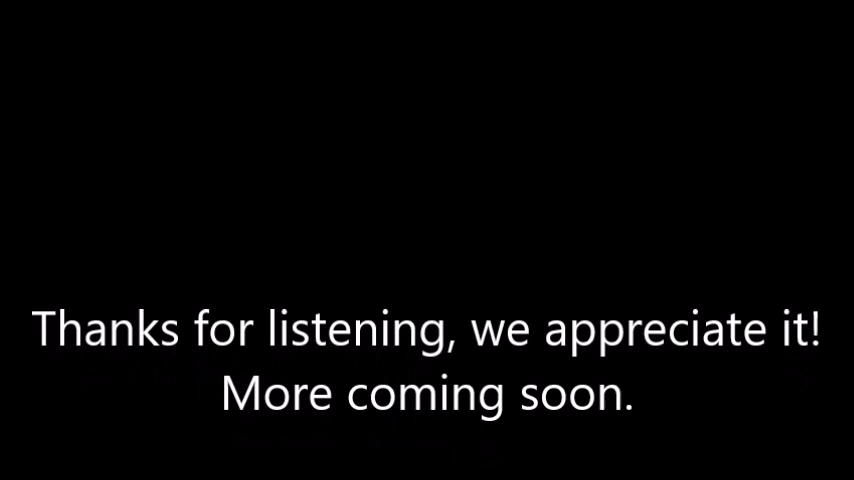 Thanks for listening, we appreciate it!
More coming soon.